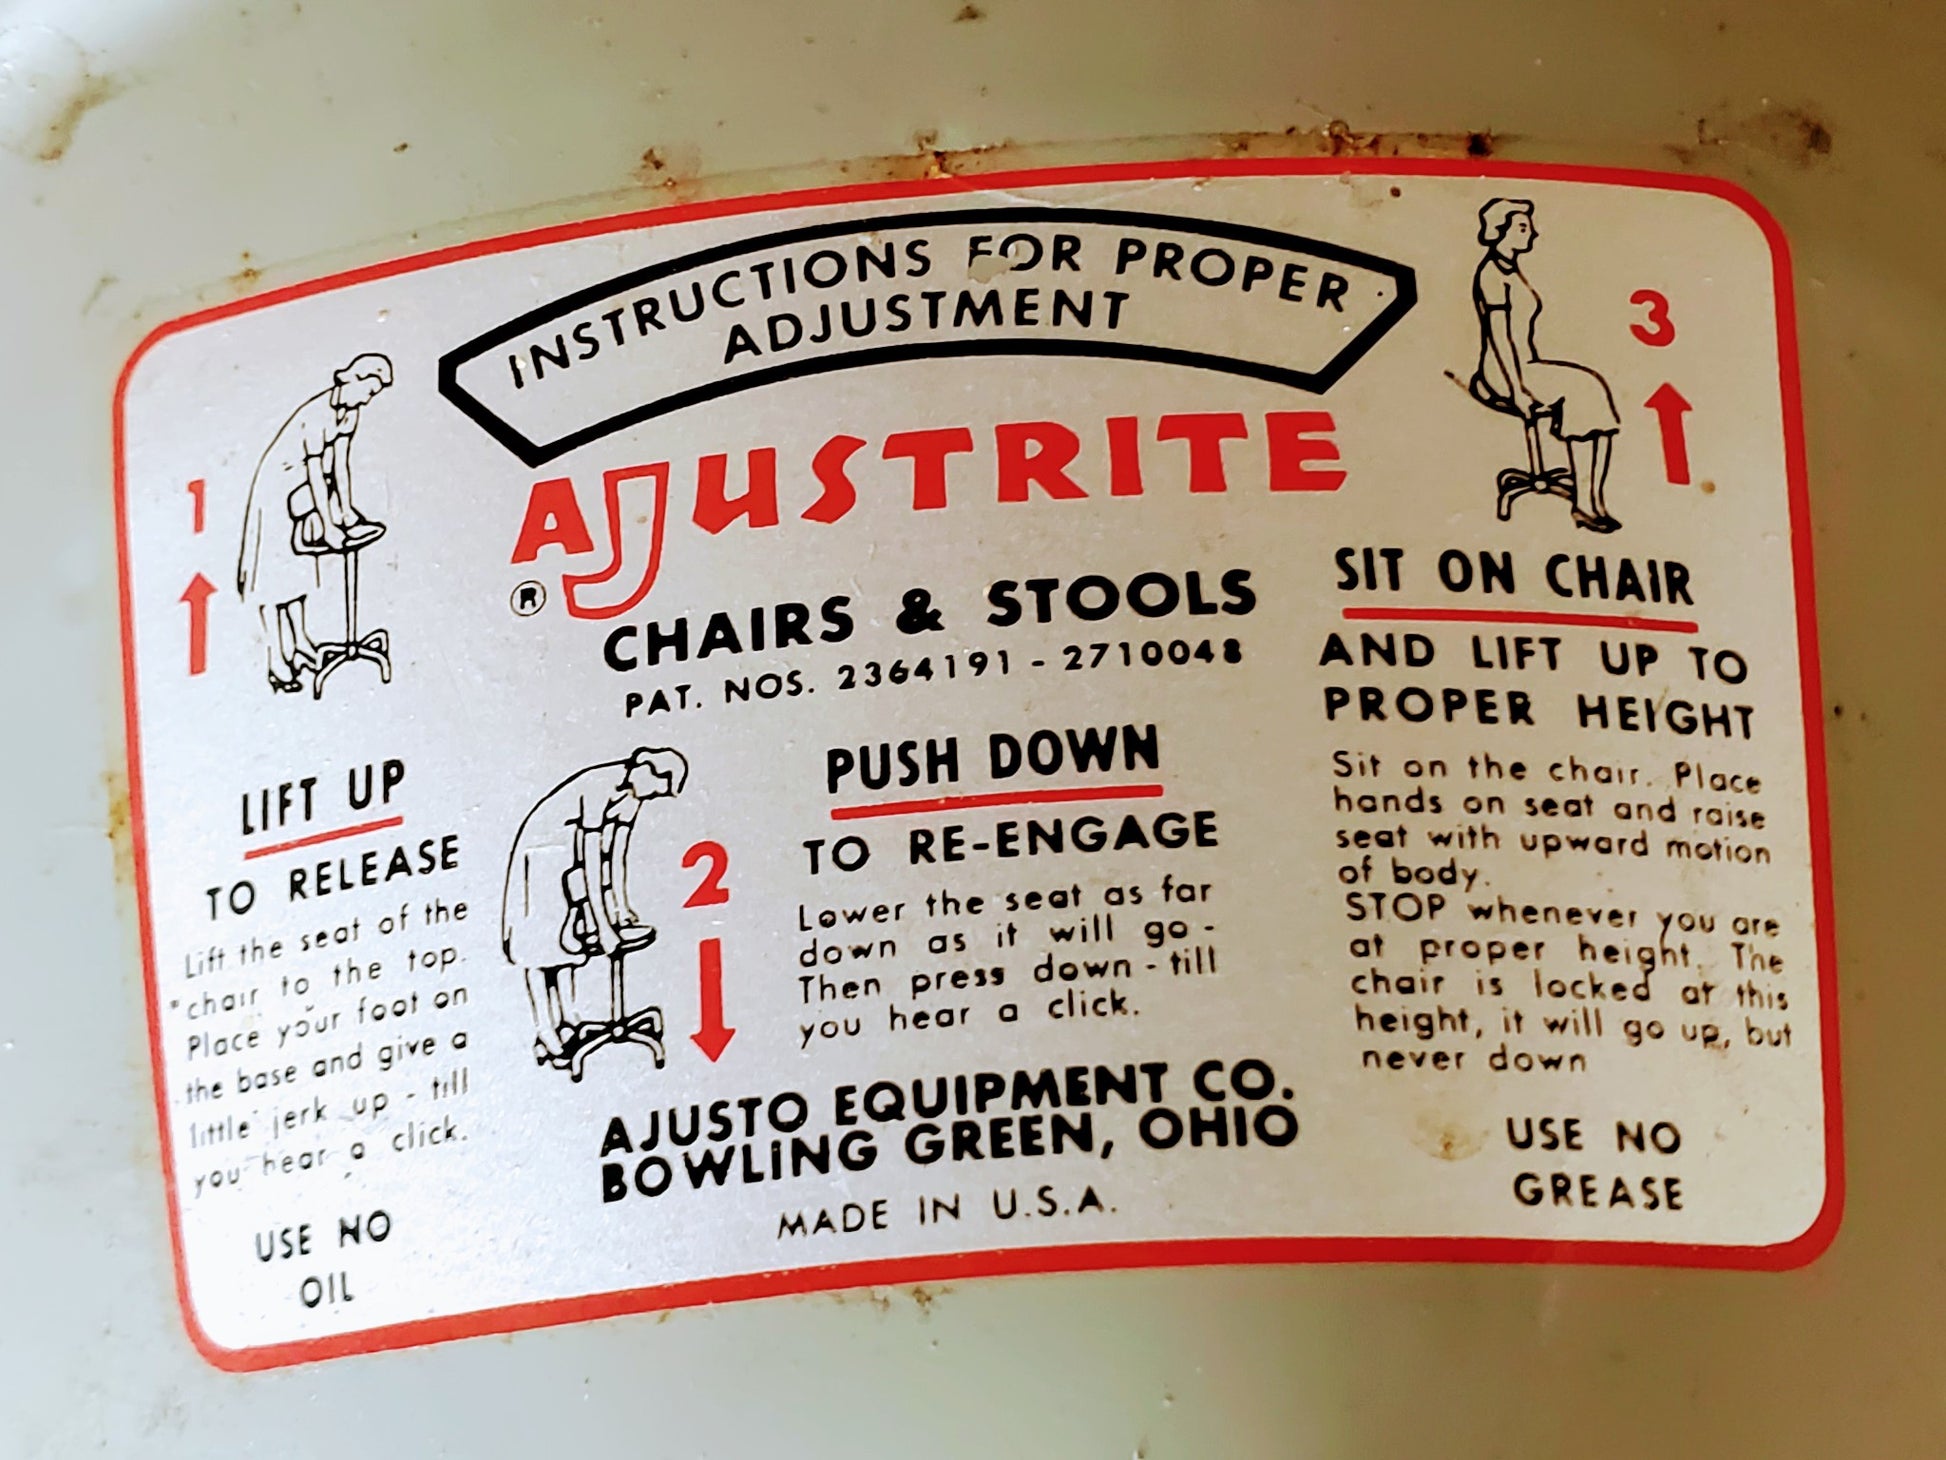 INSTRUCTIONS FOR PROPER
ADJUSTMENT
AJUSTRITE
®
CHAIRS & STOOLS
PAT. NOS. 2364191 - 2710048
1
LIFT UP
TO RELEASE
Lift the seat of the
chair to the top.
Place your foot on
the base and give a
little jerk up - till
you hear a click.
USE NO
OIL
2
PUSH DOWN
TO RE-ENGAGE
Lower the seat as far
down as it will go -
Then press down - till
you hear a click.
AJUSTO EQUIPMENT CO.
BOWLING GREEN, OHIO
MADE IN U.S.A.
3
SIT ON CHAIR
AND LIFT UP TO
PROPER HEIGHT
Sit on the chair. Place
hands on seat and raise
seat with upward motion
of body.
STOP whenever you are
at proper height. The
chair is locked at this
height, it will go up, but
never down
USE NO
GREASE